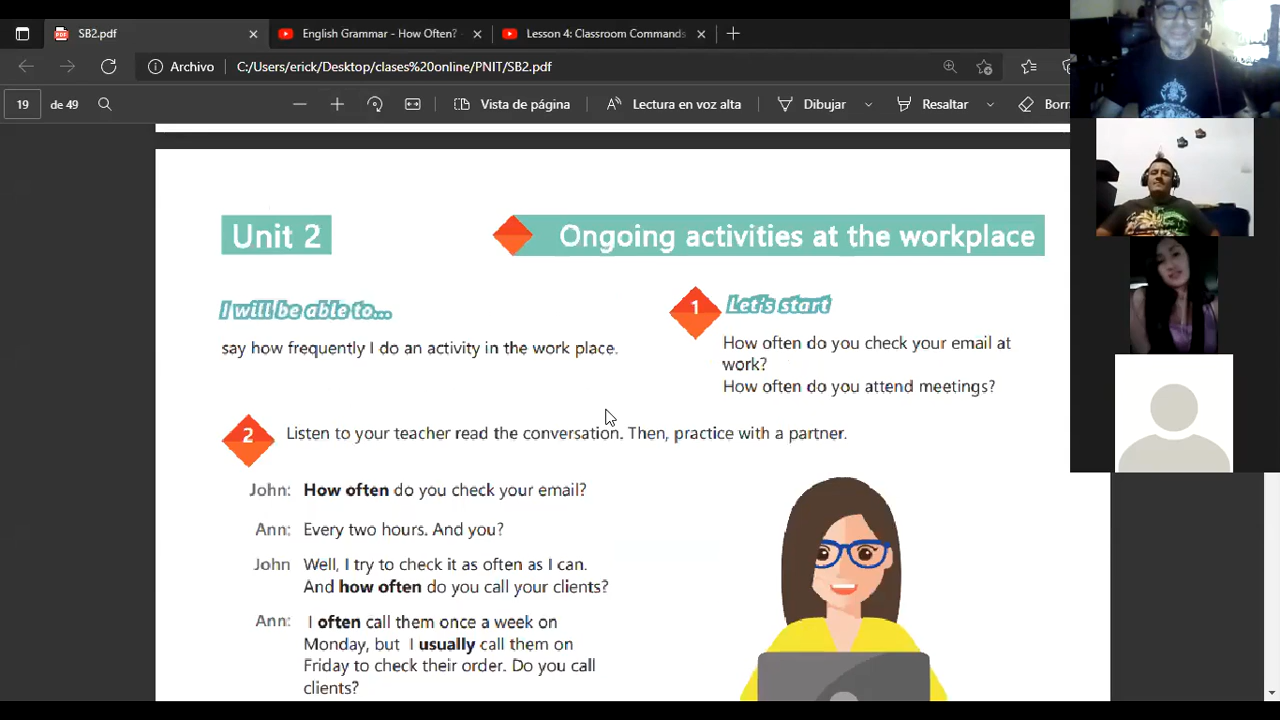 SB2.pdf
English Grammar - How Often?
Lesson 4: Classroom Commands
Archivo
C:/Users/erick/Desktop/clases%20online/PNIT/SB2.pdf
19
de 49
Vista de página
Lectura en voz alta
Dibujar
Resaltar
Borra
Unit 2
Ongoing activities at the workplace
I will be able to...
say how frequently I do an activity in the work place.
1
Let's start
How often do you check your email at
work?
How often do you attend meetings?
2
Listen to your teacher read the conversation. Then, practice with a partner.
John: How often do you check your email?
Ann: Every two hours. And you?
John Well, I try to check it as often as I can.
And how often do you call your clients?
Ann: I often call them once a week on
Monday, but I usually call them on
Friday to check their order. Do you call
clients?